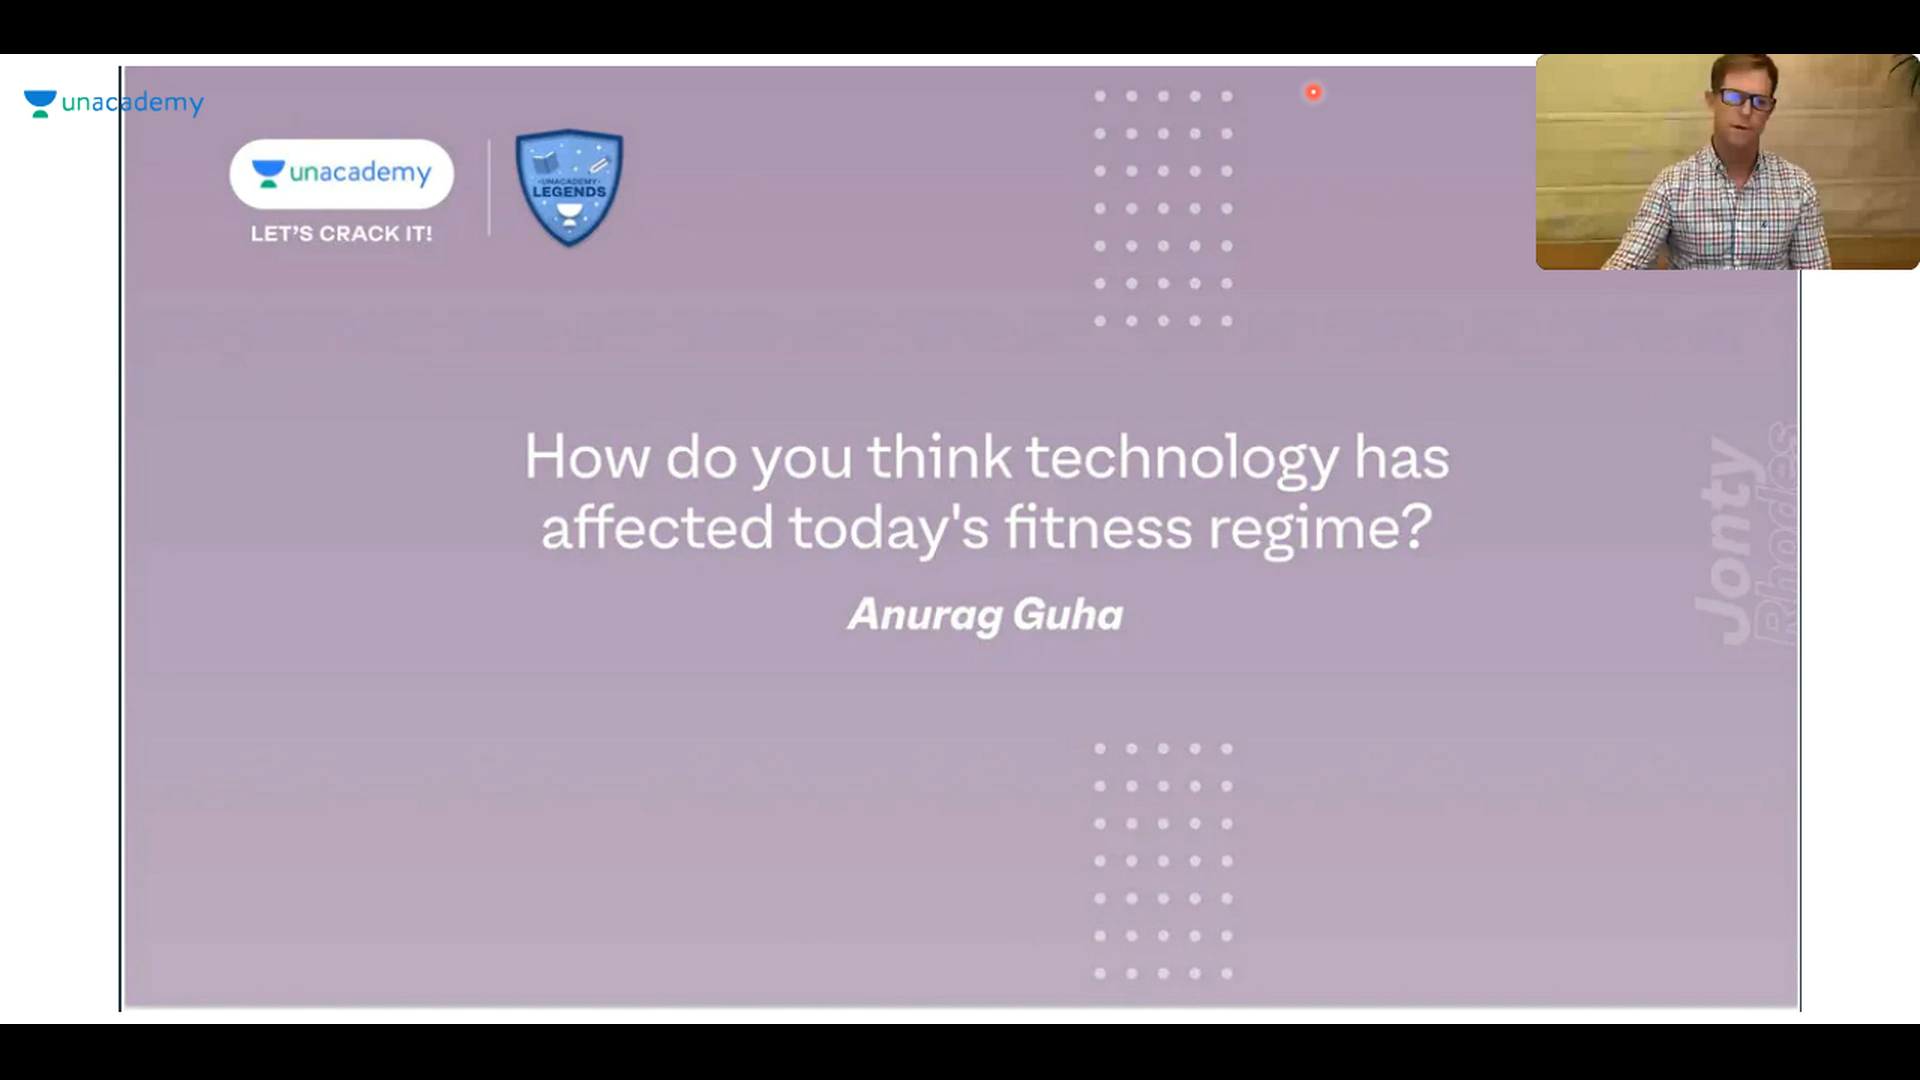 unacademy
unacademy
LET'S CRACK IT!
UNACADEMY
LEGENDS
How do you think technology has
affected today's fitness regime?
Anurag Guha
Jonty
Rhodes